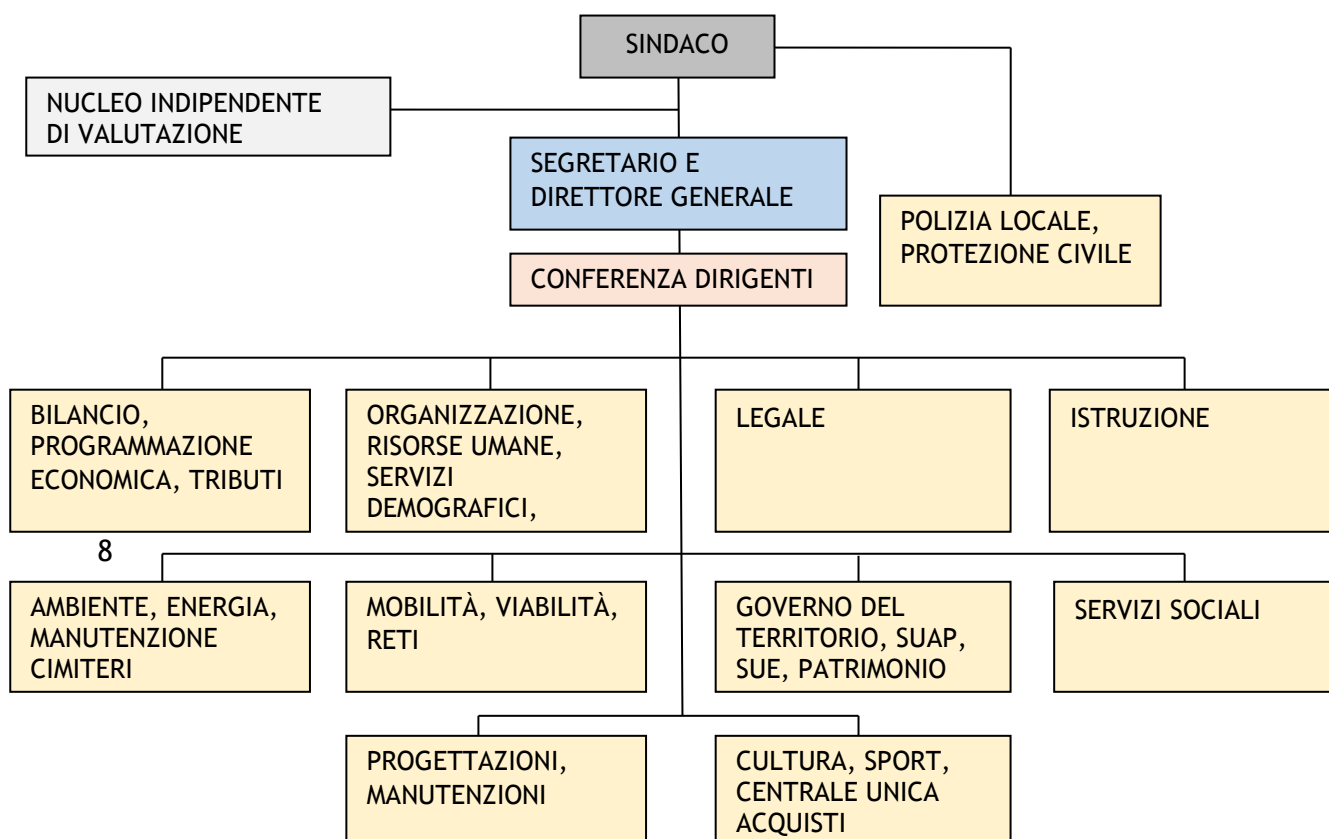 SINDACO
NUCLEO INDIPENDENTE
DI VALUTAZIONE
SEGRETARIO E
DIRETTORE GENERALE
POLIZIA LOCALE,
PROTEZIONE CIVILE
CONFERENZA DIRIGENTI
BILANCIO,
PROGRAMMAZIONE
ECONOMICA, TRIBUTI
ORGANIZZAZIONE,
RISORSE UMANE,
SERVIZI
DEMOGRAFICI,
LEGALE
ISTRUZIONE
8
AMBIENTE, ENERGIA,
MANUTENZIONE
CIMITERI
MOBILITÀ, VIABILITÀ,
RETI
GOVERNO DEL
TERRITORIO, SUAP,
SUE, PATRIMONIO
SERVIZI SOCIALI
PROGETTAZIONI,
MANUTENZIONI
CULTURA, SPORT,
CENTRALE UNICA
ACQUISTI